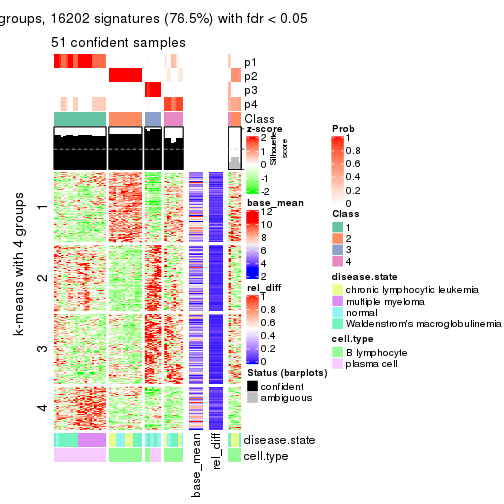 groups, 16202 signatures (76.5%) with fdr < 0.05
51 confident samples
p1
p2
p3
p4
Class
Silhouette
score
k-means with 4 groups
1
2
3
4
disease.state
cell.type
base_mean
rel_diff
z-score
2
1
0
-1
-2
base_mean
12
10
8
6
4
2
rel_diff
1
0.8
0.6
0.4
0.2
0
Status (barplots)
confident
ambiguous
Prob
1
0.8
0.6
0.4
0.2
0
Class
1
2
3
4
disease.state
chronic lymphocytic leukemia
multiple myeloma
normal
Waldenstrom's macroglobulinemia
cell.type
B lymphocyte
plasma cell